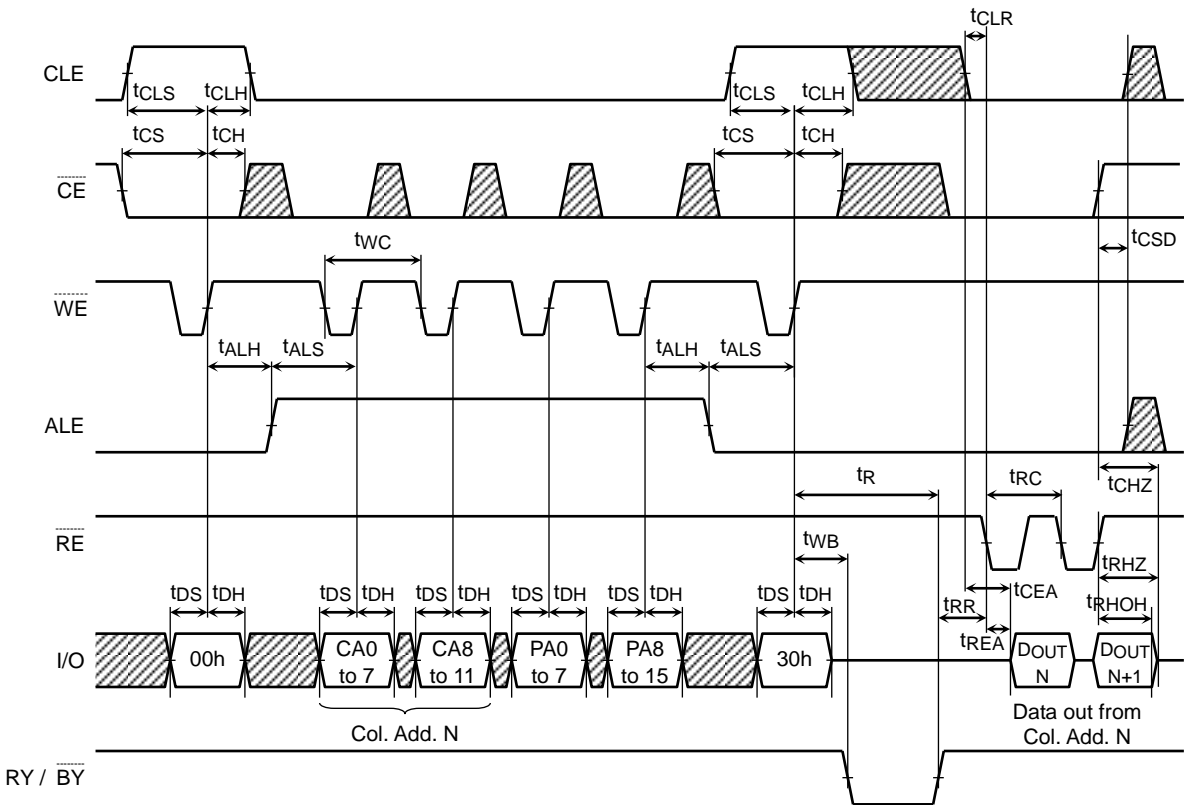 tCLR
CLE
tCLS tCLH tCLS tCLH
tCS tCH tCS tCH
CE
tCSD
tWC
WE
tALH tALS tALH tALS
ALE
tR tRC tCHZ
RE
tWB
tRHZ
tDS tDH tDS tDH tDS tDH tDS tDH tDS tDH tDS tDH tCEA
tRR tRHOH
tREA
I/O 00h CA0 to 7 CA8 to 11 PA0 to 7 PA8 to 15 30h DOUT N DOUT N+1
Col. Add. N
Data out from
Col. Add. N
RY / BY